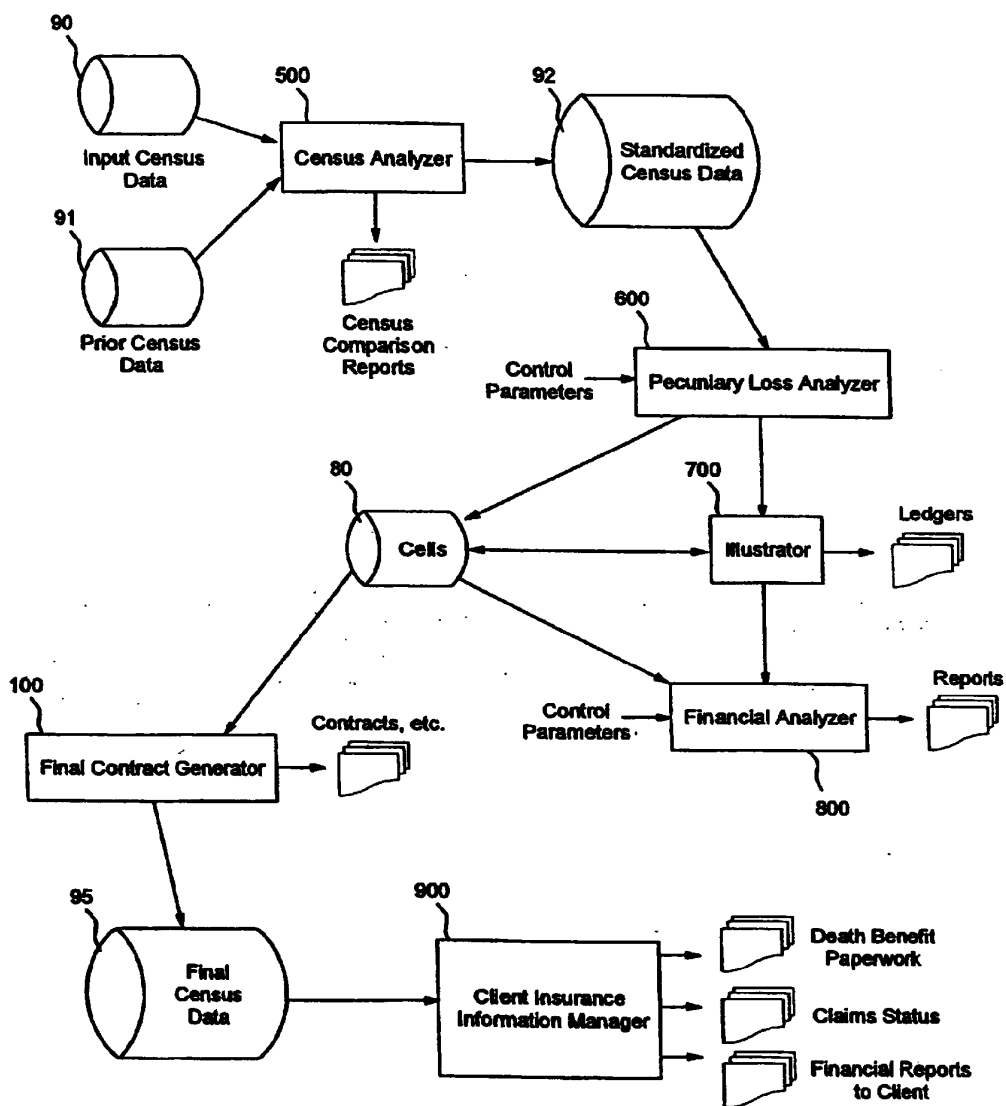 90
500
92
Input Census
Data
Census Analyzer
Standardized
Census Data
91
Prior Census
Data
Census
Comparison
Reports
600
Control
Parameters
Pecuniary Loss Analyzer
80
Cells
700
Illustrator
Ledgers
100
Final Contract Generator
Contracts, etc.
Control
Parameters
Financial Analyzer
Reports
800
95
Final
Census
Data
900
Client Insurance
Information Manager
Death Benefit
Paperwork
Claims Status
Financial Reports
to Client